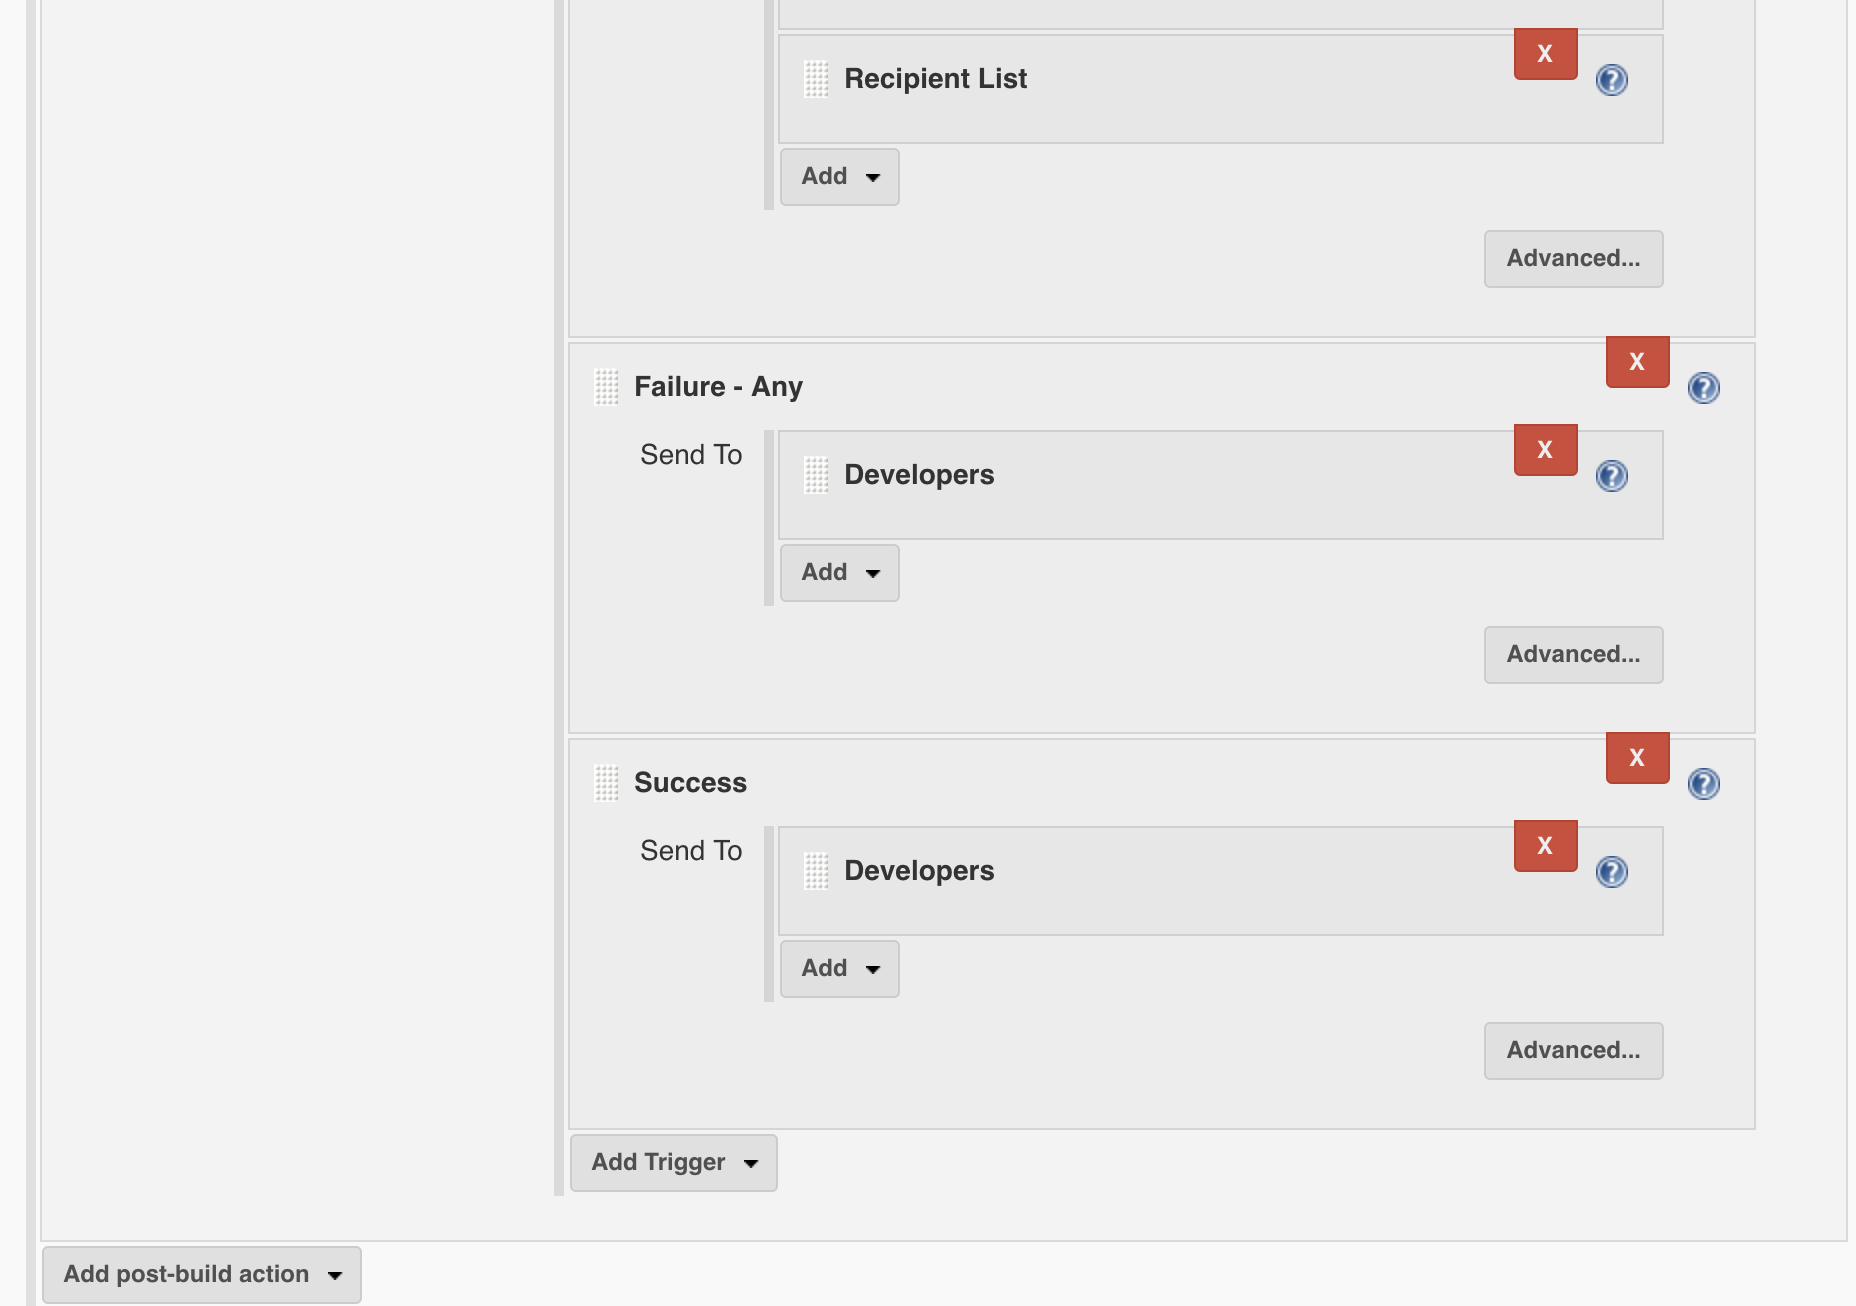 X
Recipient List
?
Add
Advanced...
X
Failure - Any
?
Send To
X
Developers
?
Add
Advanced...
X
Success
?
Send To
X
Developers
?
Add
Advanced...
Add Trigger
Add post-build action